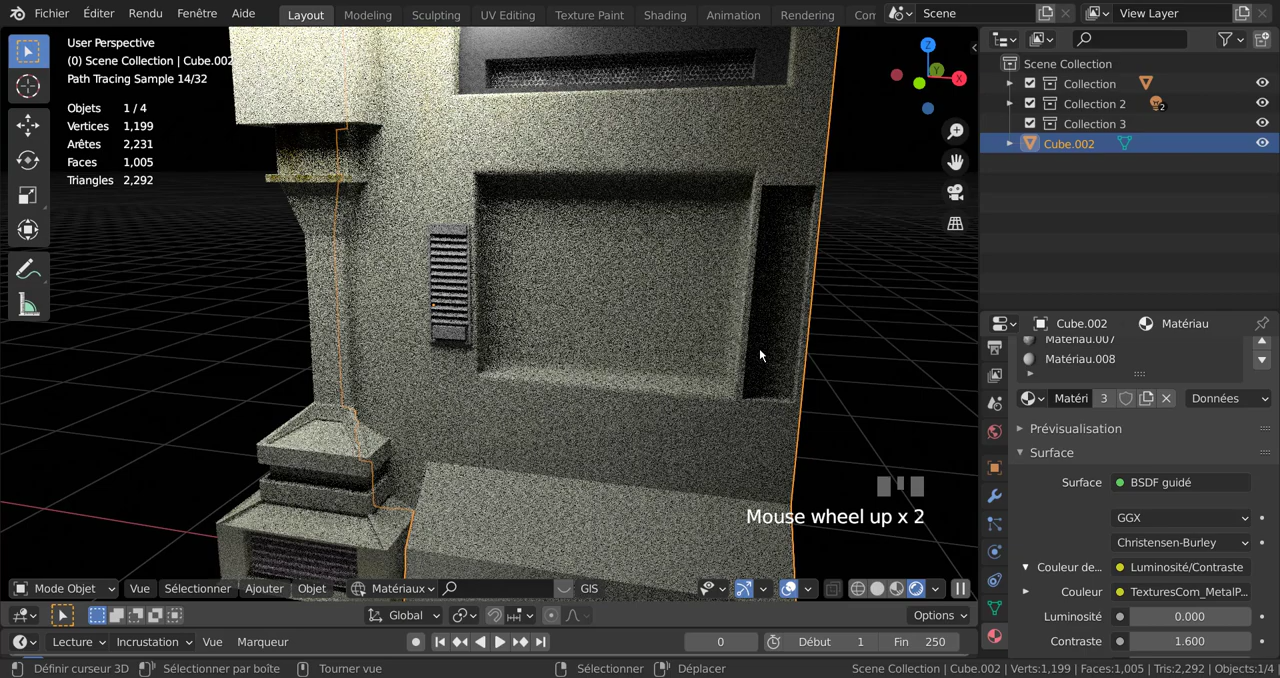 Fichier Éditer Rendu Fenêtre Aide Layout Modeling Sculpting UV Editing Texture Paint Shading Animation Rendering Scene View Layer
User Perspective
(0) Scene Collection | Cube.002
Path Tracing Sample 14/32
Objets 1 / 4
Vertices 1,199
Arêtes 2,231
Faces 1,005
Triangles 2,292
Z
Y
X
Scene Collection
Collection
Collection 2 2
Collection 3
Cube.002
Cube.002 Matériau
Matériau.007
Matériau.008
Matéri 3 Données
Prévisualisation
Surface
Surface BSDF guidé
GGX
Christensen-Burley
Couleur de... Luminosité/Contraste
Couleur TexturesCom_MetalP...
Luminosité 0.000
Contraste 1.600
Mouse wheel up x 2
Mode Objet Vue Sélectionner Ajouter Objet Matériaux GIS
Global Options
Lecture Incrustation Vue Marqueur 0 Début 1 Fin 250
Définir curseur 3D Sélectionner par boîte Tourner vue Sélectionner Déplacer Scene Collection | Cube.002 | Verts:1,199 | Faces:1,005 | Tris:2,292 | Objects:1/4